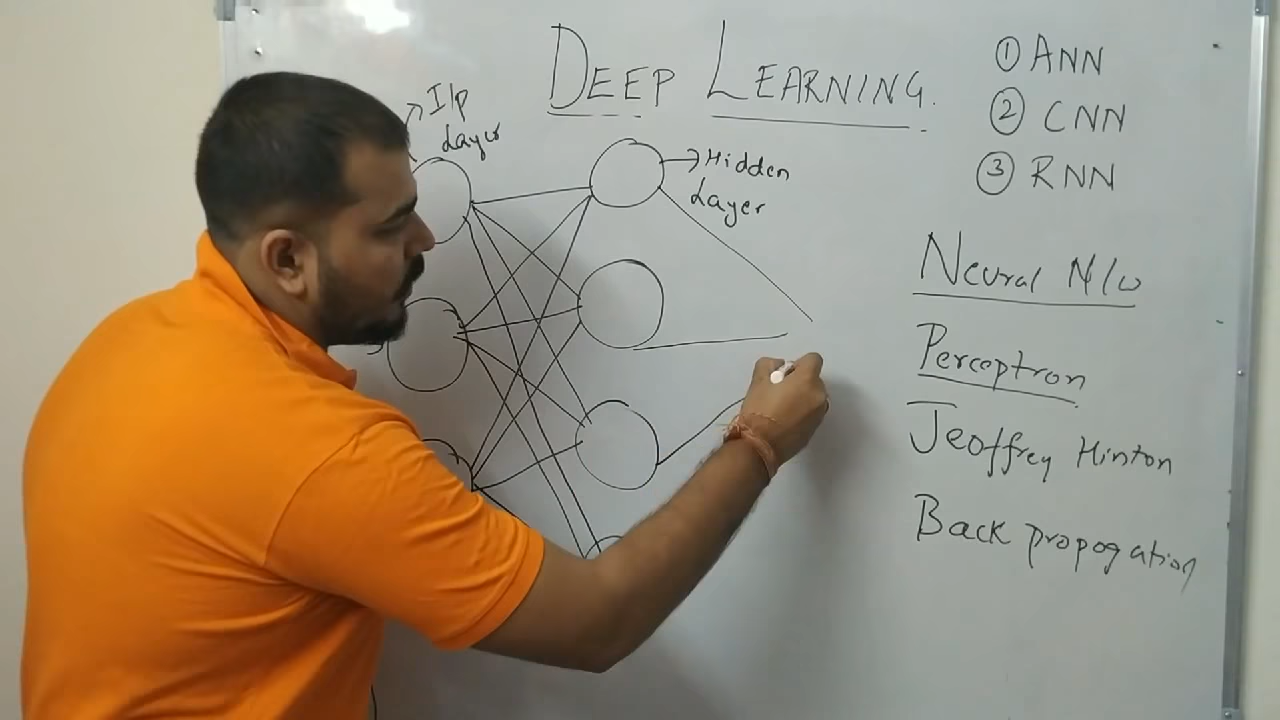 DEEP LEARNING.
I/p
Layer
Hidden
Layer
① ANN
② CNN
③ RNN
Neural N/w
Perceptron
Jeoffrey Hinton
Back propogation